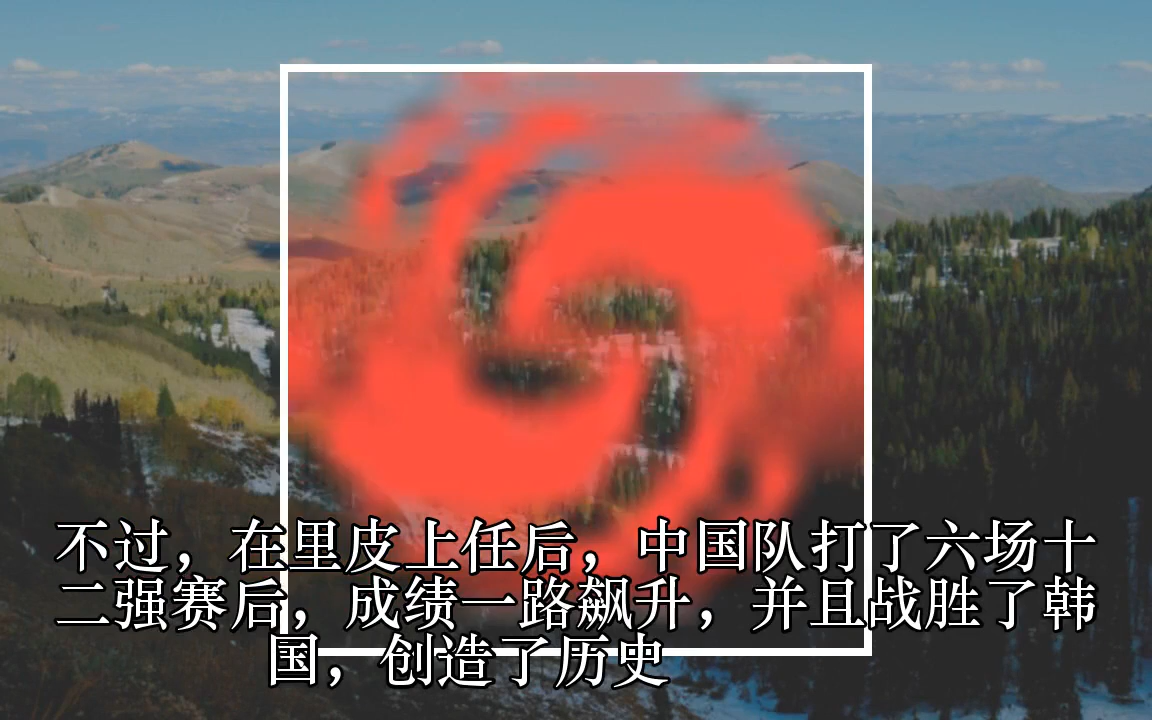 不过，在里皮上任后，中国队打了六场十
二强赛后，成绩一路飙升，并且战胜了韩
国，创造了历史